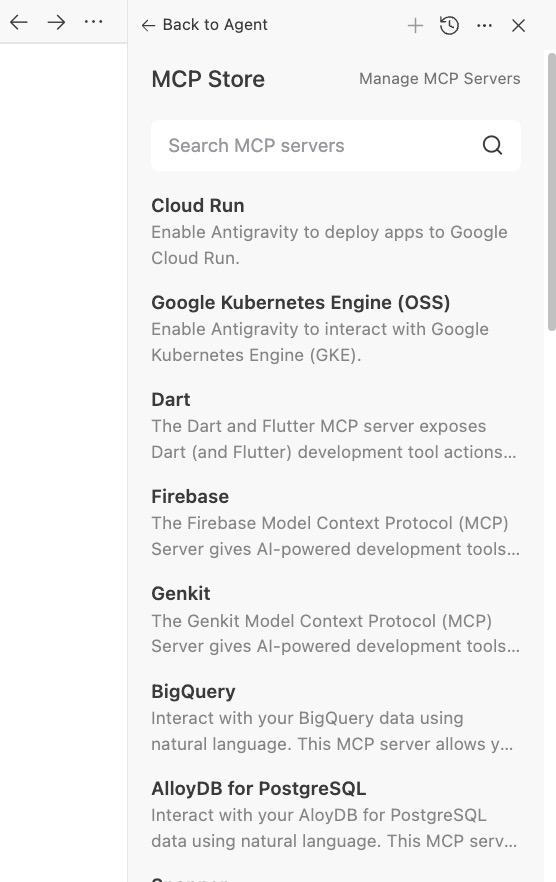 Back to Agent
MCP Store
Manage MCP Servers
Search MCP servers
Cloud Run
Enable Antigravity to deploy apps to Google
Cloud Run.
Google Kubernetes Engine (OSS)
Enable Antigravity to interact with Google
Kubernetes Engine (GKE).
Dart
The Dart and Flutter MCP server exposes
Dart (and Flutter) development tool actions...
Firebase
The Firebase Model Context Protocol (MCP)
Server gives AI-powered development tools...
Genkit
The Genkit Model Context Protocol (MCP)
Server gives AI-powered development tools...
BigQuery
Interact with your BigQuery data using
natural language. This MCP server allows y...
AlloyDB for PostgreSQL
Interact with your AloyDB for PostgreSQL
data using natural language. This MCP serv...